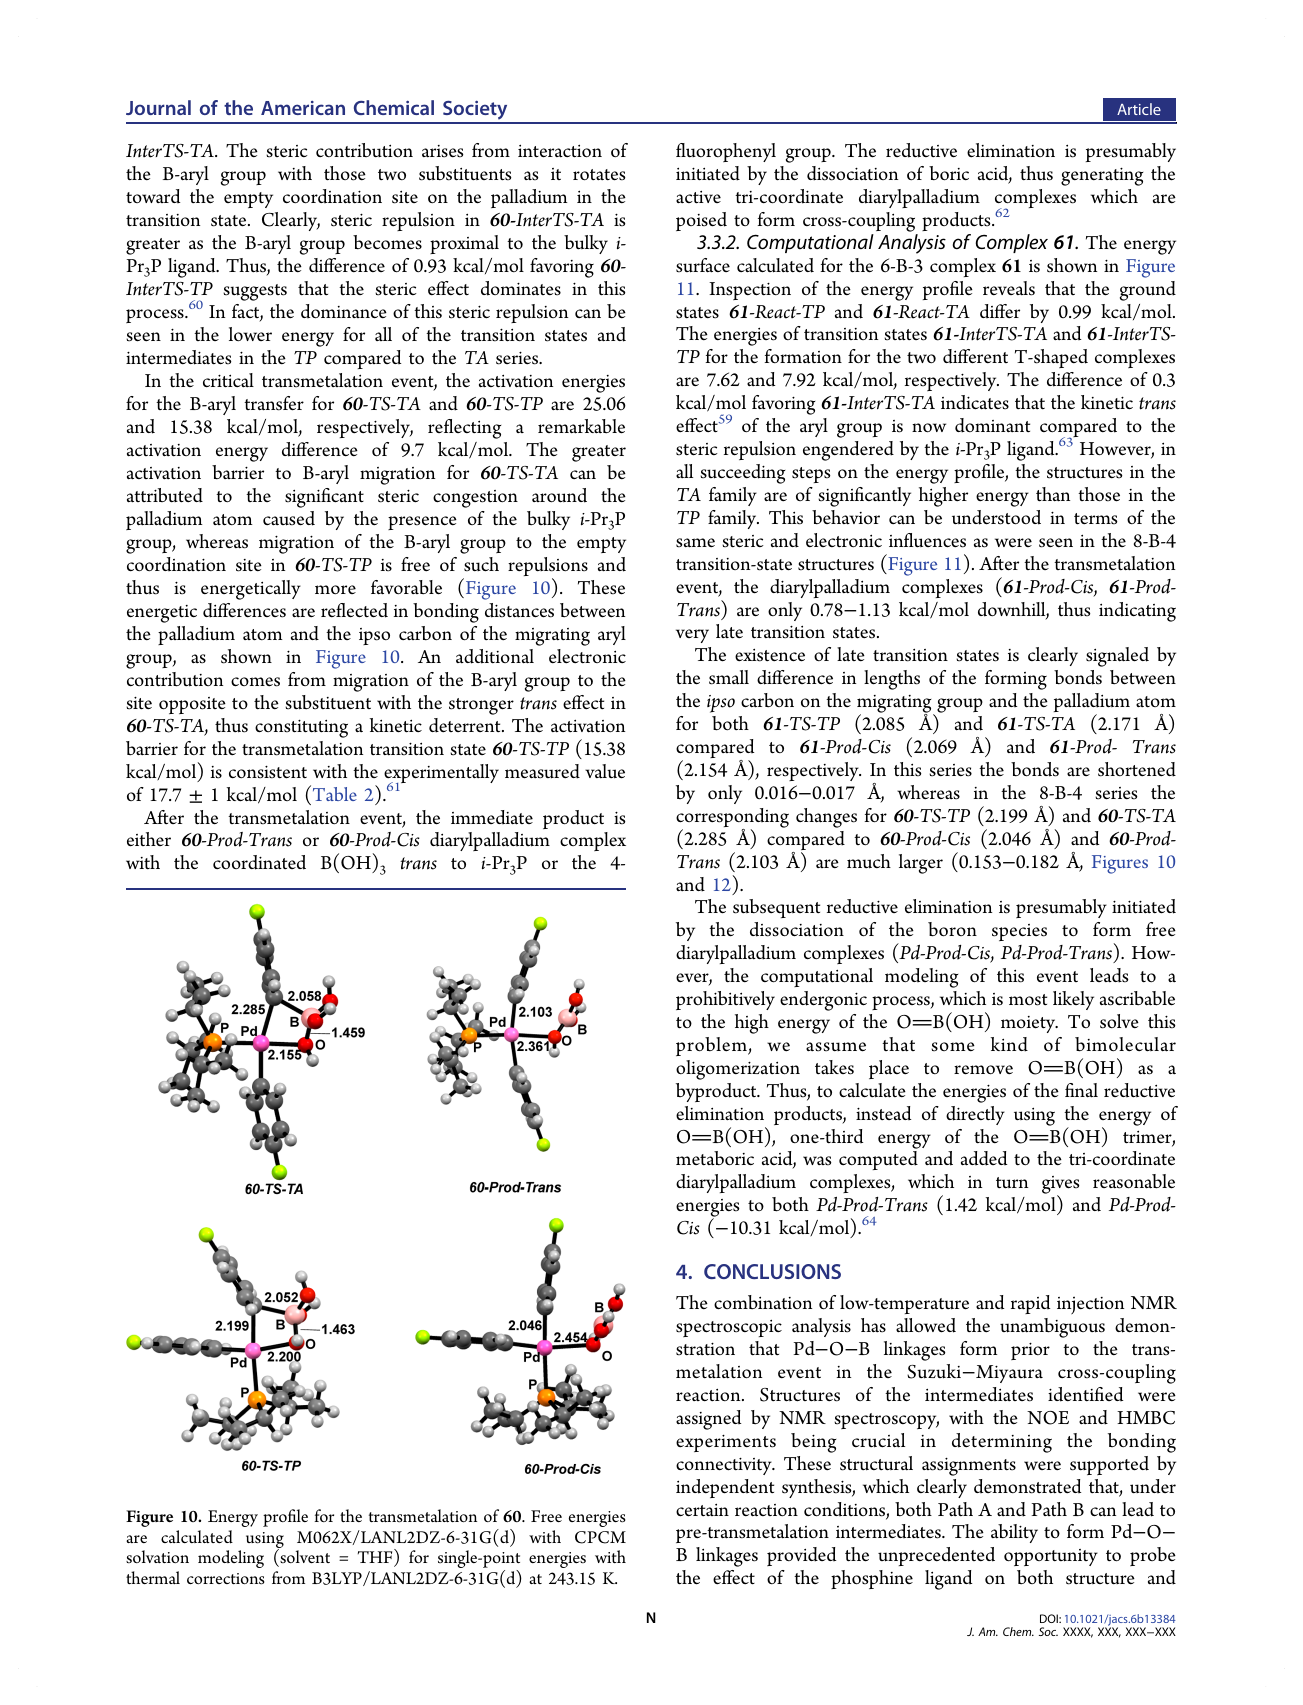 Journal of the American Chemical Society
Article
InterTS-TA. The steric contribution arises from interaction of
the B-aryl group with those two substituents as it rotates
toward the empty coordination site on the palladium in the
transition state. Clearly, steric repulsion in 60-InterTS-TA is
greater as the B-aryl group becomes proximal to the bulky i-
Pr3P ligand. Thus, the difference of 0.93 kcal/mol favoring 60-
InterTS-TP suggests that the steric effect dominates in this
process.60 In fact, the dominance of this steric repulsion can be
seen in the lower energy for all of the transition states and
intermediates in the TP compared to the TA series.
In the critical transmetalation event, the activation energies
for the B-aryl transfer for 60-TS-TA and 60-TS-TP are 25.06
and 15.38 kcal/mol, respectively, reflecting a remarkable
activation energy difference of 9.7 kcal/mol. The greater
activation barrier to B-aryl migration for 60-TS-TA can be
attributed to the significant steric congestion around the
palladium atom caused by the presence of the bulky i-Pr3P
group, whereas migration of the B-aryl group to the empty
coordination site in 60-TS-TP is free of such repulsions and
thus is energetically more favorable (Figure 10). These
energetic differences are reflected in bonding distances between
the palladium atom and the ipso carbon of the migrating aryl
group, as shown in Figure 10. An additional electronic
contribution comes from migration of the B-aryl group to the
site opposite to the substituent with the stronger trans effect in
60-TS-TA, thus constituting a kinetic deterrent. The activation
barrier for the transmetalation transition state 60-TS-TP (15.38
kcal/mol) is consistent with the experimentally measured value
of 17.7 ± 1 kcal/mol (Table 2).61
After the transmetalation event, the immediate product is
either 60-Prod-Trans or 60-Prod-Cis diarylpalladium complex
with the coordinated B(OH)3 trans to i-Pr3P or the 4-
2.058
2.285
P
Pd
B
1.459
O
2.155
60-TS-TA
2.103
Pd
B
P
2.361
O
60-Prod-Trans
2.052
2.199
B
1.463
O
Pd
2.200
P
60-TS-TP
B
2.046
2.454
Pd
O
P
60-Prod-Cis
Figure 10. Energy profile for the transmetalation of 60. Free energies
are calculated using M062X/LANL2DZ-6-31G(d) with CPCM
solvation modeling (solvent = THF) for single-point energies with
thermal corrections from B3LYP/LANL2DZ-6-31G(d) at 243.15 K.
fluorophenyl group. The reductive elimination is presumably
initiated by the dissociation of boric acid, thus generating the
active tri-coordinate diarylpalladium complexes which are
poised to form cross-coupling products.62
3.3.2. Computational Analysis of Complex 61. The energy
surface calculated for the 6-B-3 complex 61 is shown in Figure
11. Inspection of the energy profile reveals that the ground
states 61-React-TP and 61-React-TA differ by 0.99 kcal/mol.
The energies of transition states 61-InterTS-TA and 61-InterTS-
TP for the formation for the two different T-shaped complexes
are 7.62 and 7.92 kcal/mol, respectively. The difference of 0.3
kcal/mol favoring 61-InterTS-TA indicates that the kinetic trans
effect59 of the aryl group is now dominant compared to the
steric repulsion engendered by the i-Pr3P ligand.63 However, in
all succeeding steps on the energy profile, the structures in the
TA family are of significantly higher energy than those in the
TP family. This behavior can be understood in terms of the
same steric and electronic influences as were seen in the 8-B-4
transition-state structures (Figure 11). After the transmetalation
event, the diarylpalladium complexes (61-Prod-Cis, 61-Prod-
Trans) are only 0.78−1.13 kcal/mol downhill, thus indicating
very late transition states.
The existence of late transition states is clearly signaled by
the small difference in lengths of the forming bonds between
the ipso carbon on the migrating group and the palladium atom
for both 61-TS-TP (2.085 Å) and 61-TS-TA (2.171 Å)
compared to 61-Prod-Cis (2.069 Å) and 61-Prod- Trans
(2.154 Å), respectively. In this series the bonds are shortened
by only 0.016−0.017 Å, whereas in the 8-B-4 series the
corresponding changes for 60-TS-TP (2.199 Å) and 60-TS-TA
(2.285 Å) compared to 60-Prod-Cis (2.046 Å) and 60-Prod-
Trans (2.103 Å) are much larger (0.153−0.182 Å, Figures 10
and 12).
The subsequent reductive elimination is presumably initiated
by the dissociation of the boron species to form free
diarylpalladium complexes (Pd-Prod-Cis, Pd-Prod-Trans). How-
ever, the computational modeling of this event leads to a
prohibitively endergonic process, which is most likely ascribable
to the high energy of the O=B(OH) moiety. To solve this
problem, we assume that some kind of bimolecular
oligomerization takes place to remove O=B(OH) as a
byproduct. Thus, to calculate the energies of the final reductive
elimination products, instead of directly using the energy of
O=B(OH), one-third energy of the O=B(OH) trimer,
metaboric acid, was computed and added to the tri-coordinate
diarylpalladium complexes, which in turn gives reasonable
energies to both Pd-Prod-Trans (1.42 kcal/mol) and Pd-Prod-
Cis (−10.31 kcal/mol).64
4. CONCLUSIONS
The combination of low-temperature and rapid injection NMR
spectroscopic analysis has allowed the unambiguous demon-
stration that Pd−O−B linkages form prior to the trans-
metalation event in the Suzuki−Miyaura cross-coupling
reaction. Structures of the intermediates identified were
assigned by NMR spectroscopy, with the NOE and HMBC
experiments being crucial in determining the bonding
connectivity. These structural assignments were supported by
independent synthesis, which clearly demonstrated that, under
certain reaction conditions, both Path A and Path B can lead to
pre-transmetalation intermediates. The ability to form Pd−O−
B linkages provided the unprecedented opportunity to probe
the effect of the phosphine ligand on both structure and
N
DOI: 10.1021/jacs.6b13384
J. Am. Chem. Soc. XXXX, XXX, XXX−XXX